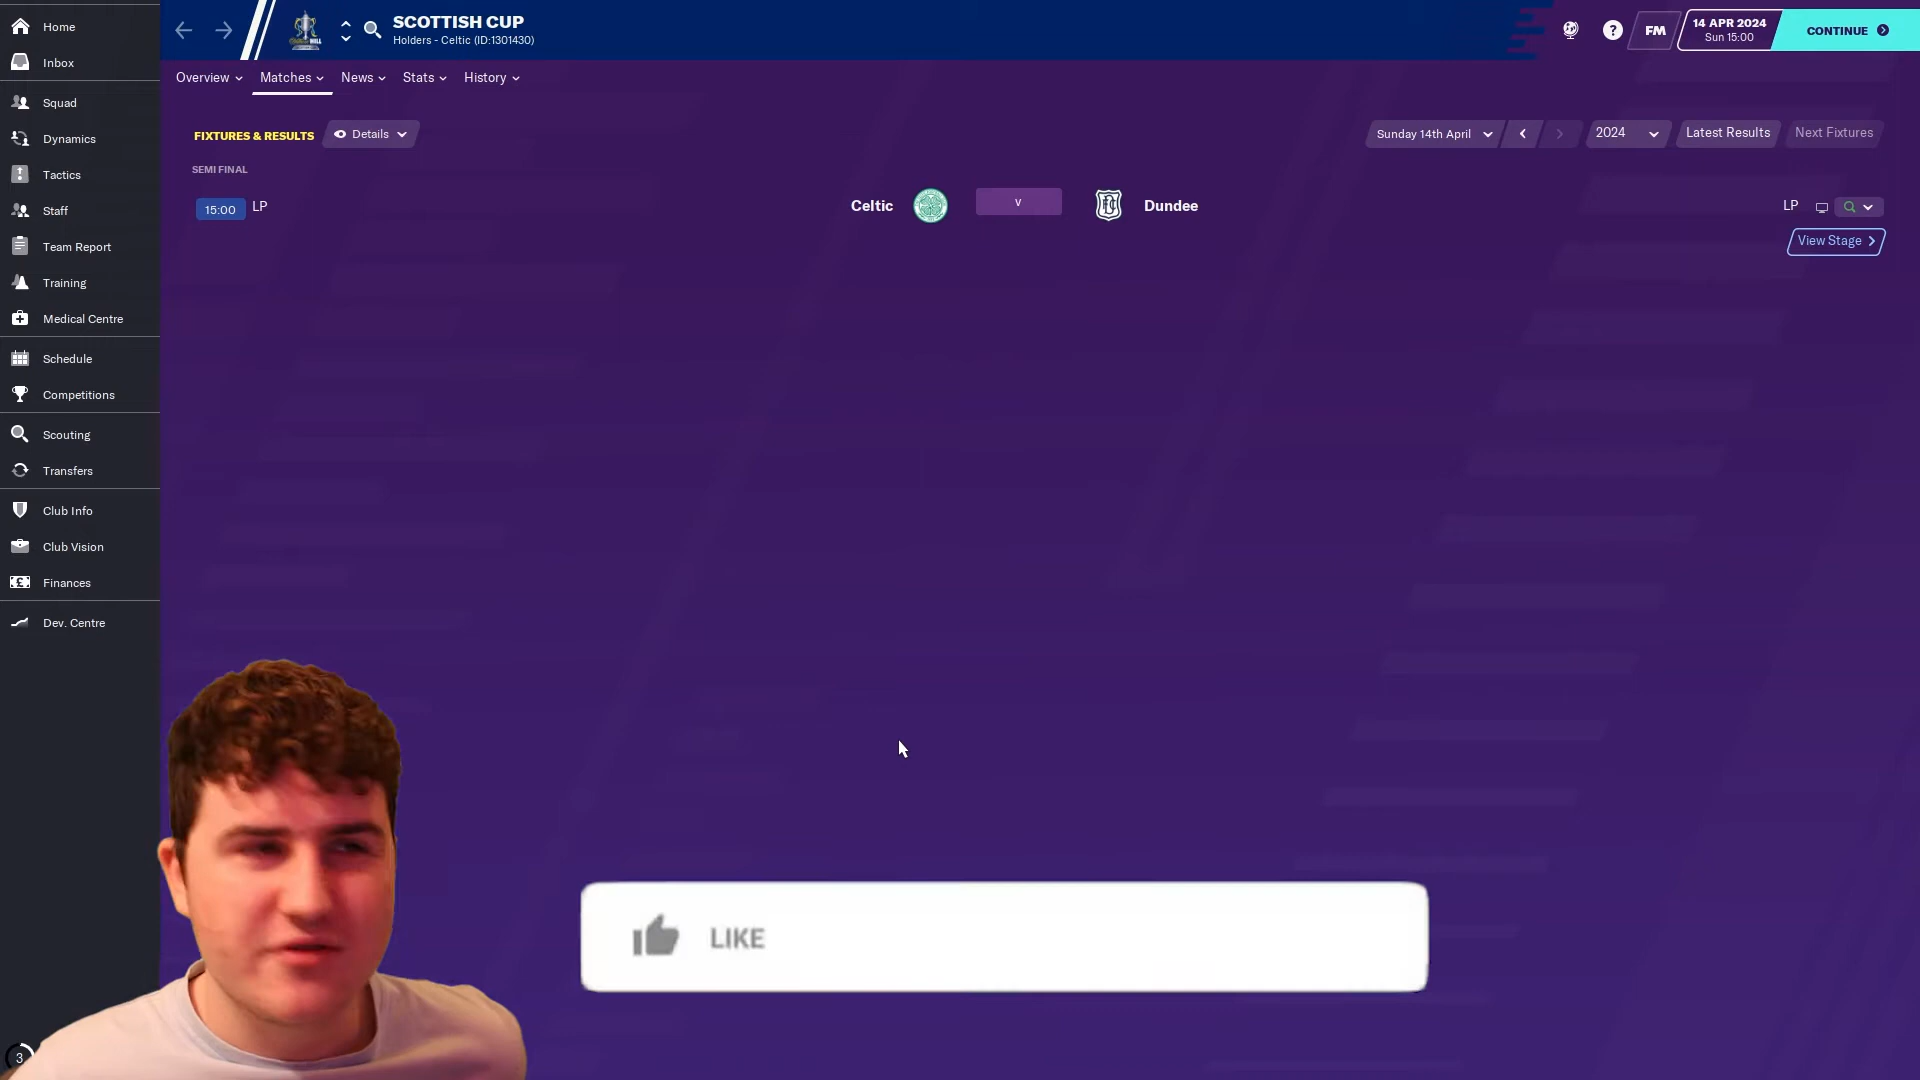 Home
Inbox
Squad
Dynamics
Tactics
Staff
Team Report
Training
Medical Centre
Schedule
Competitions
Scouting
Transfers
Club Info
Club Vision
Finances
Dev. Centre
3
SCOTTISH CUP
Holders - Celtic (ID:1301430)
FM
14 APR 2024
Sun 15:00
CONTINUE
Overview
Matches
News
Stats
History
FIXTURES & RESULTS
Details
Sunday 14th April
2024
Latest Results
Next Fixtures
SEMI FINAL
15:00 LP Celtic v Dundee LP
View Stage
LIKE